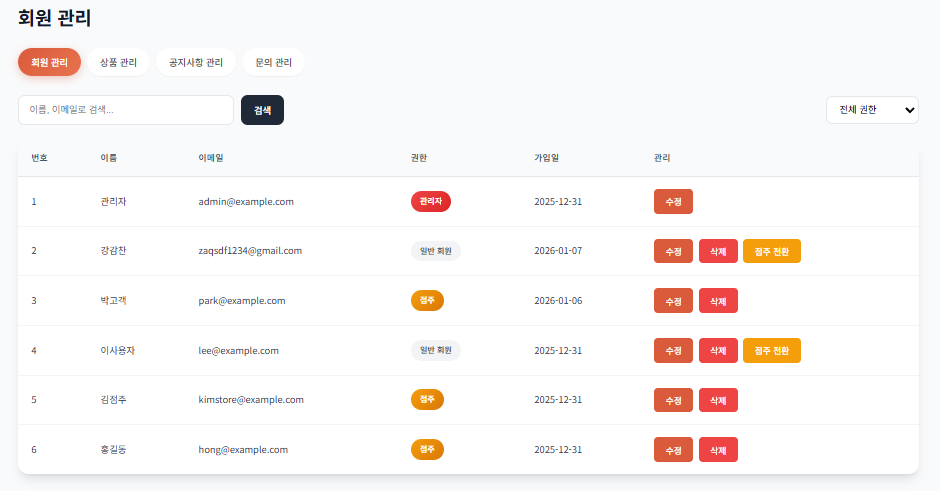 회원 관리
회원 관리 상품 관리 공지사항 관리 문의 관리
이름, 이메일로 검색... 검색 전체 권한
번호 이름 이메일 권한 가입일 관리
1 관리자 admin@example.com 관리자 2025-12-31 수정
2 강감찬 zaqsdf1234@gmail.com 일반 회원 2026-01-07 수정 삭제 점주 전환
3 박고객 park@example.com 점주 2026-01-06 수정 삭제
4 이사용자 lee@example.com 일반 회원 2025-12-31 수정 삭제 점주 전환
5 김점주 kimstore@example.com 점주 2025-12-31 수정 삭제
6 홍길동 hong@example.com 점주 2025-12-31 수정 삭제